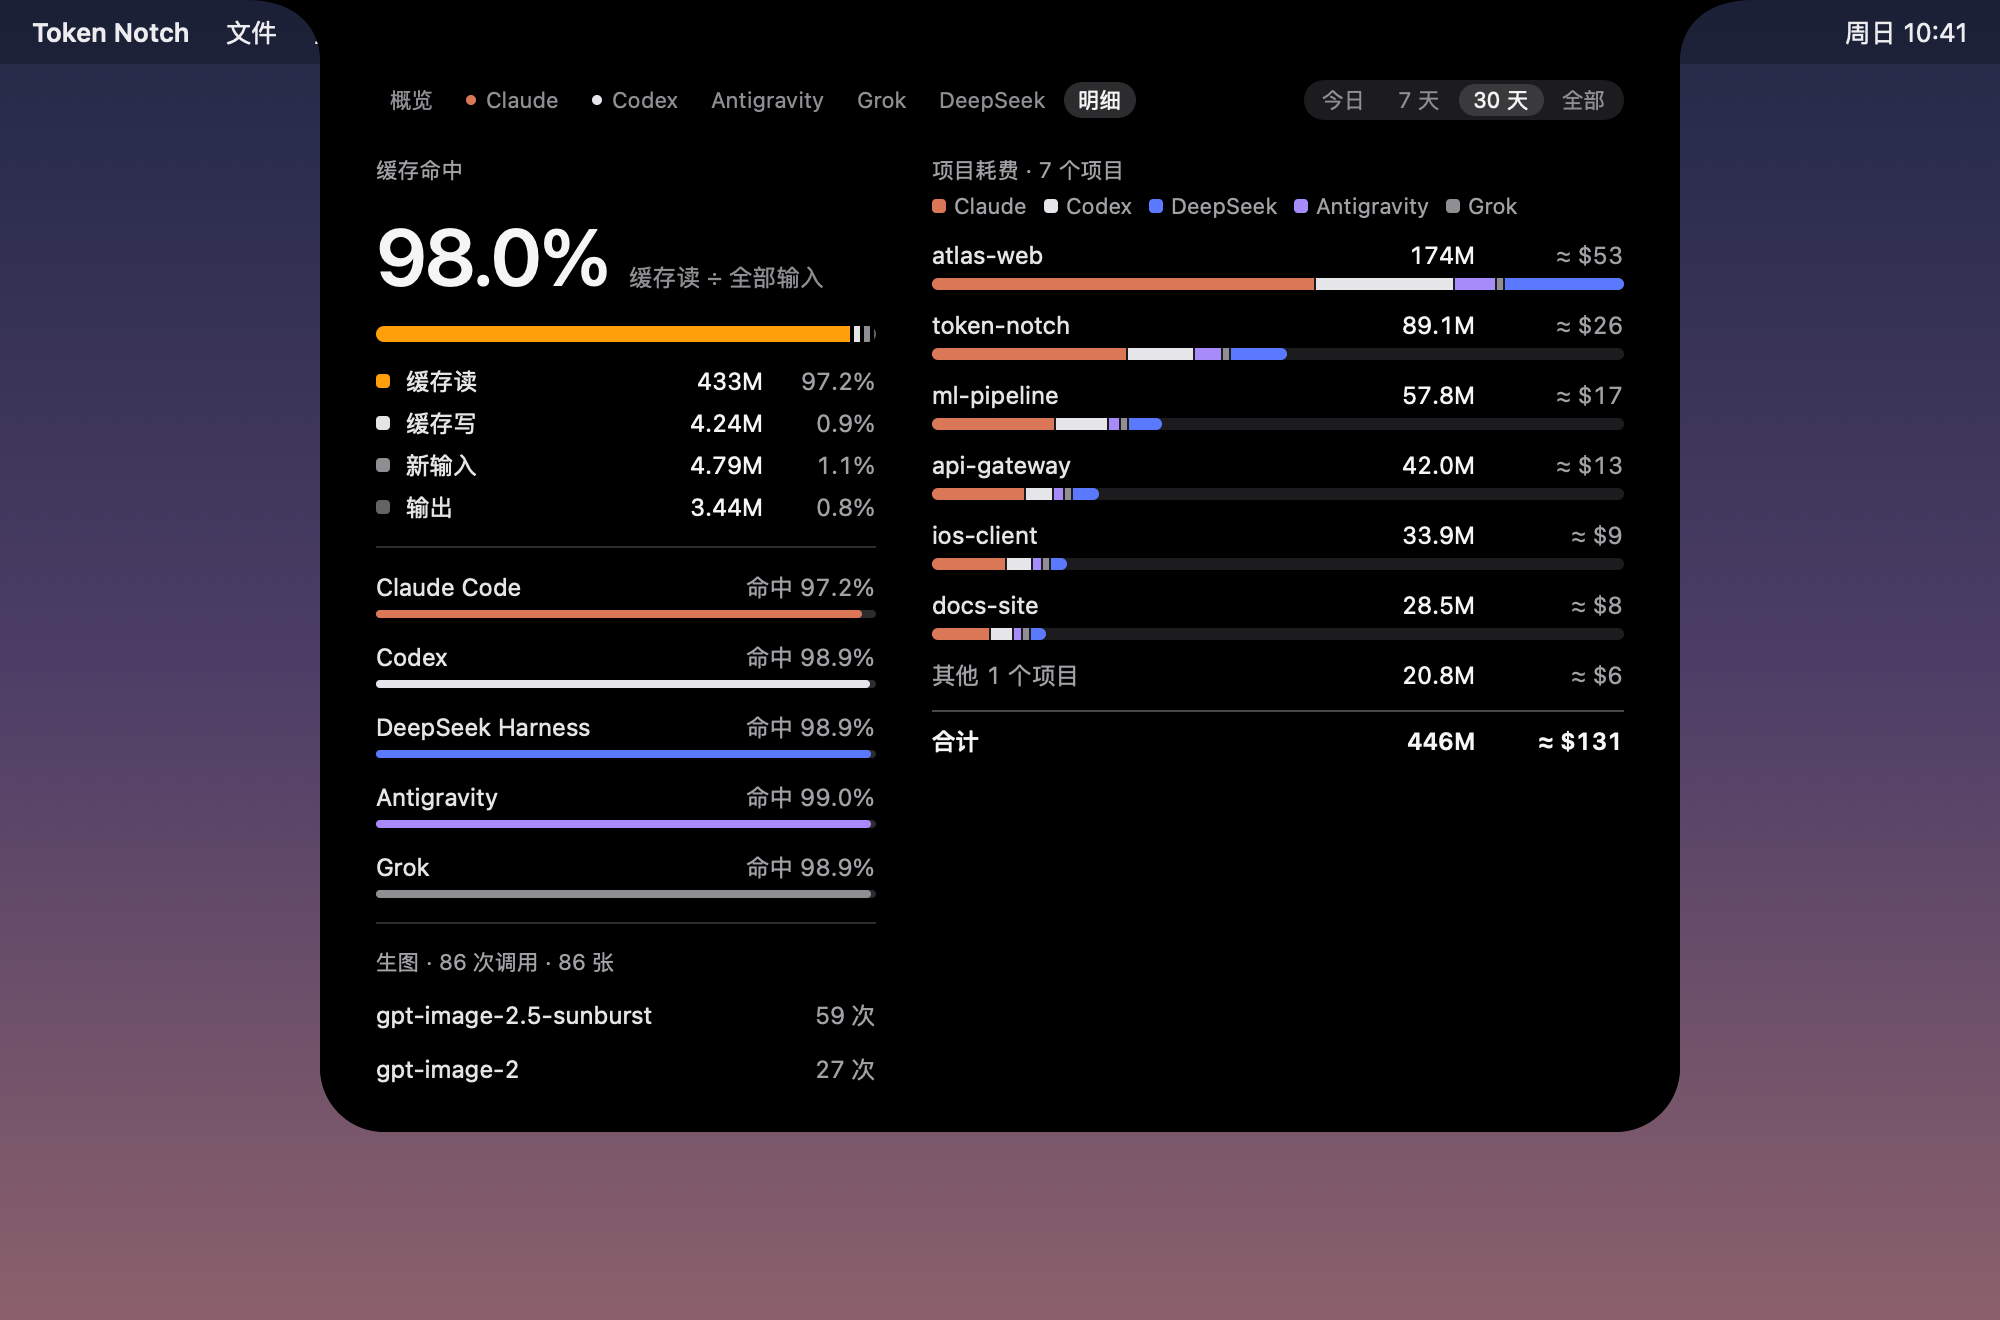 Token Notch 文件 周日 10:41
概览 Claude Codex Antigravity Grok DeepSeek 明细 今日 7 天 30 天 全部
缓存命中
98.0% 缓存读 ÷ 全部输入
缓存读 433M 97.2%
缓存写 4.24M 0.9%
新输入 4.79M 1.1%
输出 3.44M 0.8%
Claude Code 命中 97.2%
Codex 命中 98.9%
DeepSeek Harness 命中 98.9%
Antigravity 命中 99.0%
Grok 命中 98.9%
生图 · 86 次调用 · 86 张
gpt-image-2.5-sunburst 59 次
gpt-image-2 27 次
项目耗费 · 7 个项目
Claude Codex DeepSeek Antigravity Grok
atlas-web 174M ≈ $53
token-notch 89.1M ≈ $26
ml-pipeline 57.8M ≈ $17
api-gateway 42.0M ≈ $13
ios-client 33.9M ≈ $9
docs-site 28.5M ≈ $8
其他 1 个项目 20.8M ≈ $6
合计 446M ≈ $131